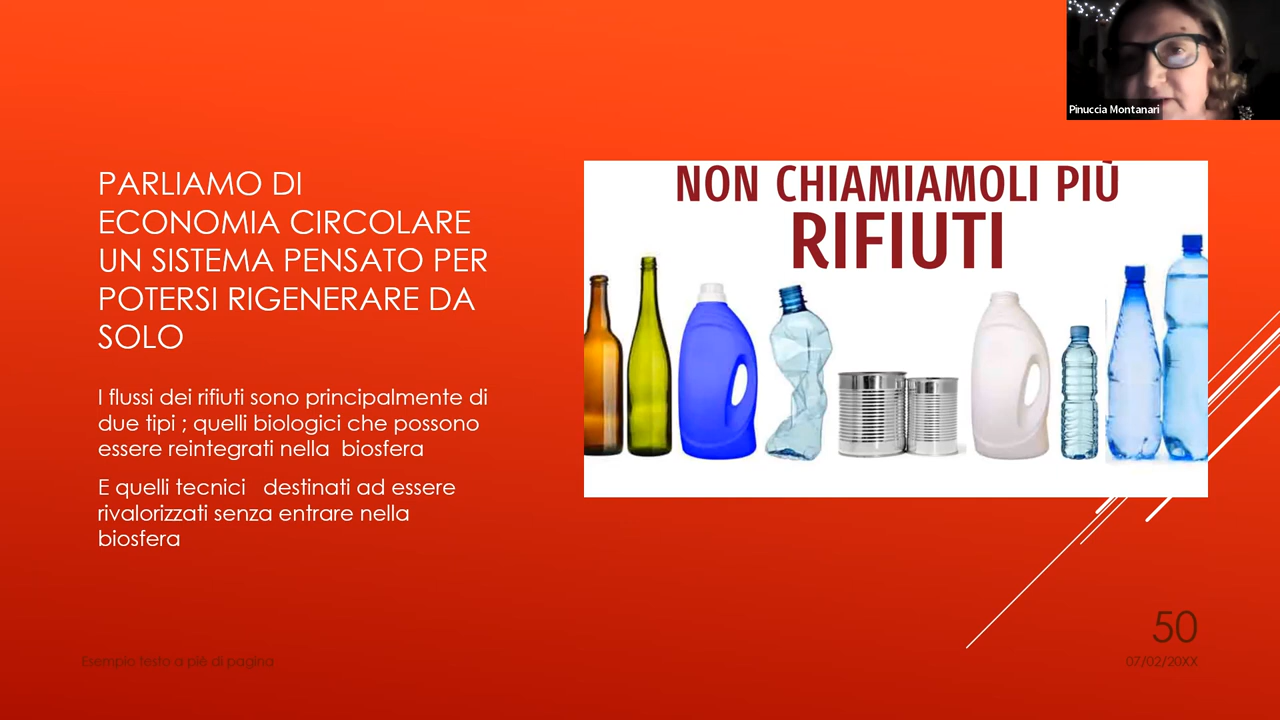 Pinuccia Montanari
PARLIAMO DI
ECONOMIA CIRCOLARE
UN SISTEMA PENSATO PER
POTERSI RIGENERARE DA
SOLO
I flussi dei rifiuti sono principalmente di
due tipi ; quelli biologici che possono
essere reintegrati nella biosfera
E quelli tecnici destinati ad essere
rivalorizzati senza entrare nella
biosfera
NON CHIAMIAMOLI PIÙ
RIFIUTI
50
Esempio testo a piè di pagina
07/02/20XX